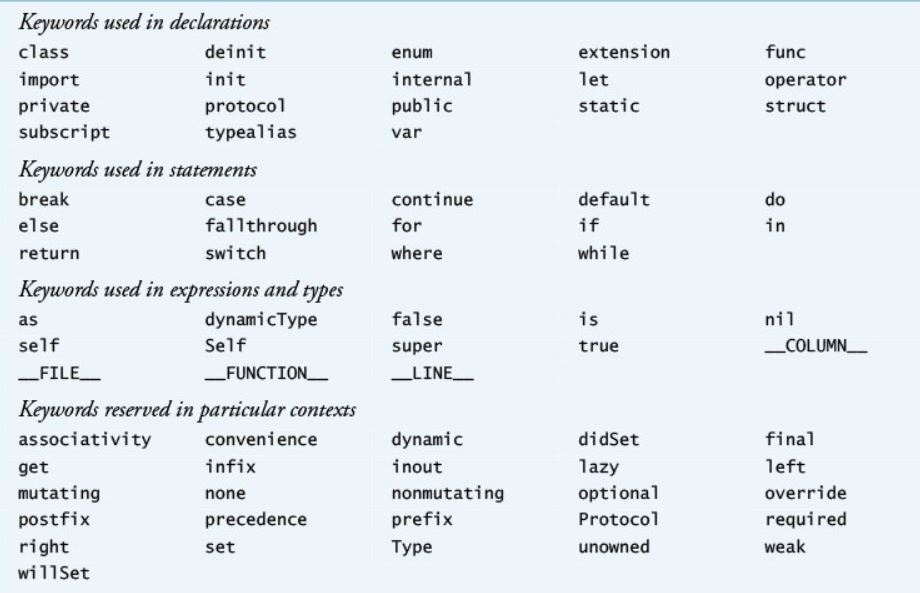 Keywords used in declarations
class deinit enum extension func
import init internal let operator
private protocol public static struct
subscript typealias var
Keywords used in statements
break case continue default do
else fallthrough for if in
return switch where while
Keywords used in expressions and types
as dynamicType false is nil
self Self super true __COLUMN__
__FILE__ __FUNCTION__ __LINE__
Keywords reserved in particular contexts
associativity convenience dynamic didSet final
get infix inout lazy left
mutating none nonmutating optional override
postfix precedence prefix Protocol required
right set Type unowned weak
willSet